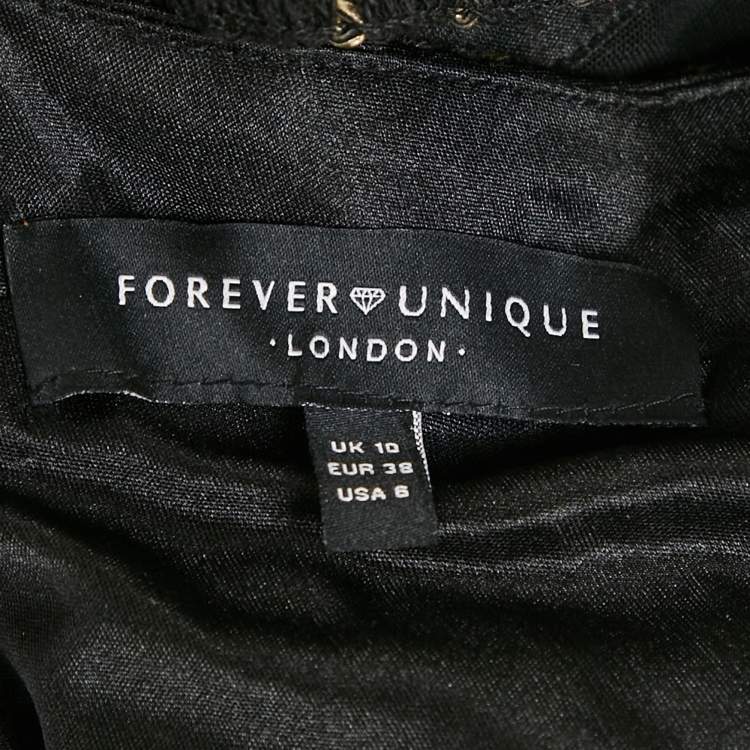 FOREVER UNIQUE
·LONDON·
UK 10
EUR 38
USA 6